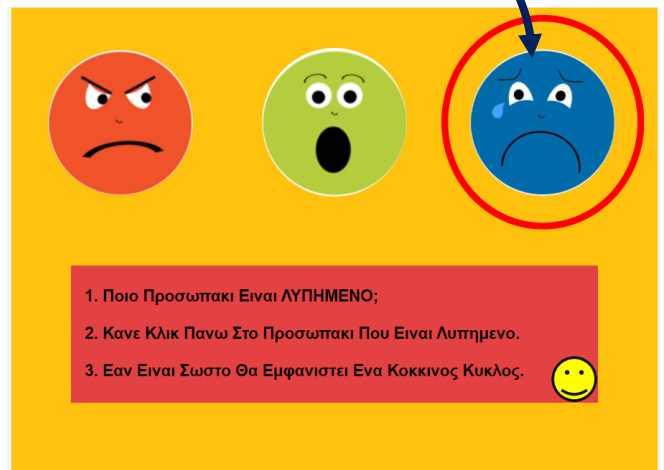 1. Ποιο Προσωπακι Ειναι ΛΥΠΗΜΕΝΟ;
2. Κανε Κλικ Πανω Στο Προσωπακι Που Ειναι Λυπημενο.
3. Εαν Ειναι Σωστο Θα Εμφανιστει Ενα Κοκκινος Κυκλος.